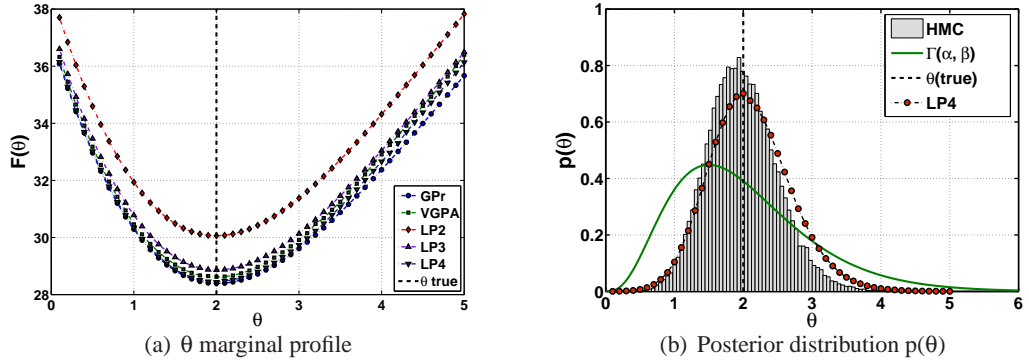 38
36
34
32
30
28
F(θ)
0
1
2
3
4
5
θ
GPr
VGPA
LP2
LP3
LP4
θ true
(a) θ marginal profile
1
0.8
0.6
0.4
0.2
0
p(θ)
0
1
2
3
4
5
6
θ
HMC
Γ(α, β)
θ(true)
LP4
(b) Posterior distribution p(θ)